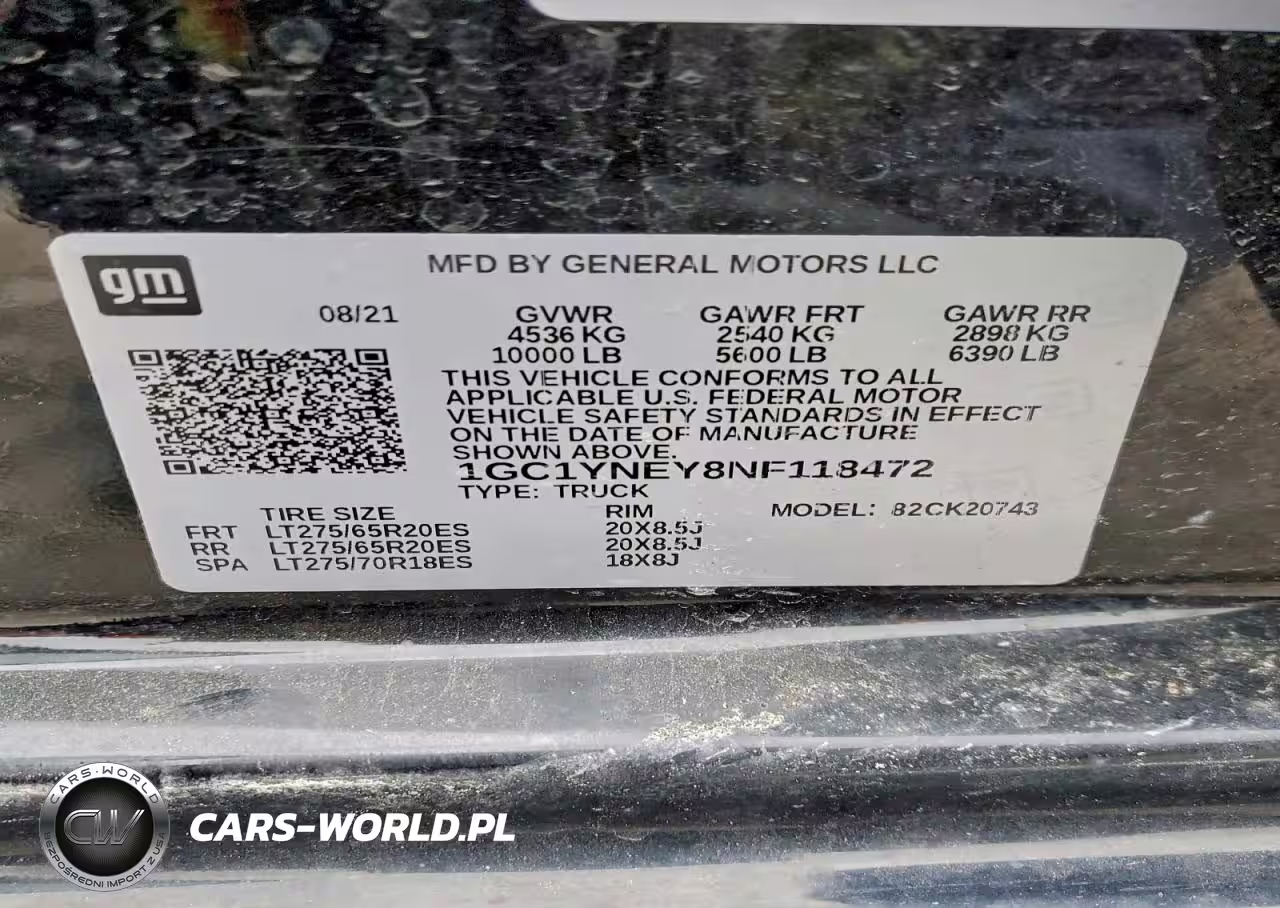 gm
MFD BY GENERAL MOTORS LLC
08/21 GVWR GAWR FRT GAWR RR
4536 KG 2540 KG 2898 KG
10000 LB 5600 LB 6390 LB
THIS VEHICLE CONFORMS TO ALL
APPLICABLE U.S. FEDERAL MOTOR
VEHICLE SAFETY STANDARDS IN EFFECT
ON THE DATE OF MANUFACTURE
SHOWN ABOVE.
1GC1YNEY8NF118472
TYPE: TRUCK
TIRE SIZE RIM MODEL: 82CK20743
FRT LT275/65R20ES 20X8.5J
RR LT275/65R20ES 20X8.5J
SPA LT275/70R18ES 18X8J
CARS-WORLD
CW
BEZPOŚREDNI IMPORT Z USA
CARS-WORLD.PL